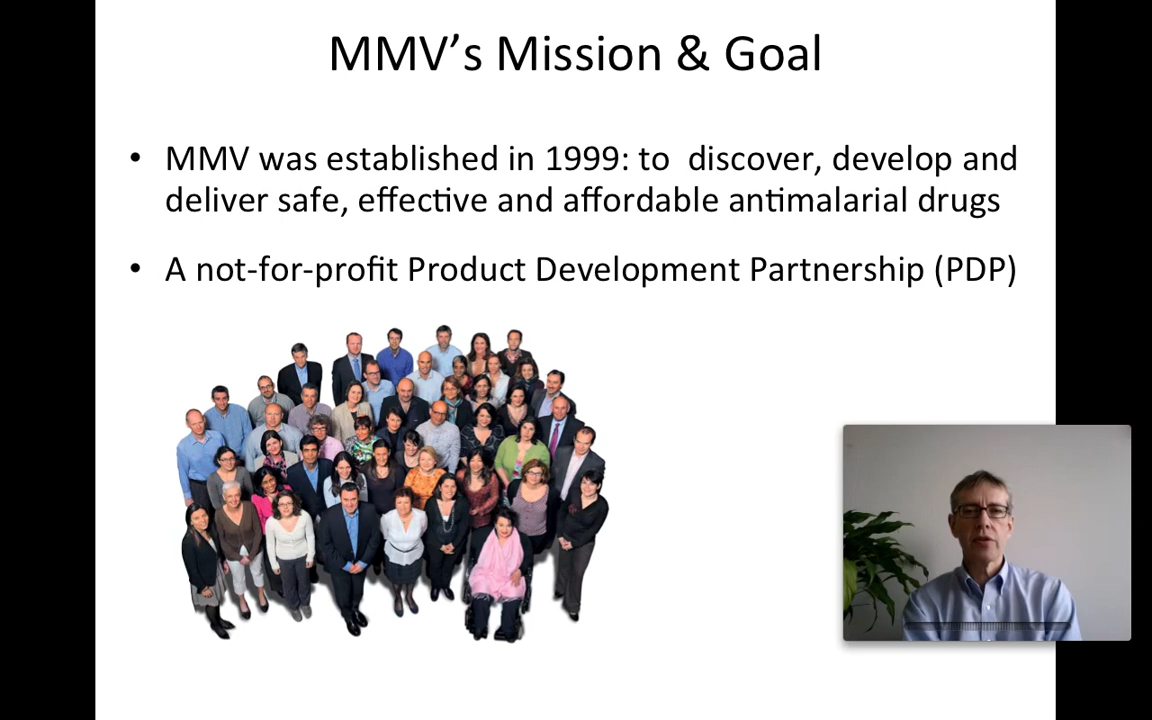 MMV’s Mission & Goal
• MMV was established in 1999: to  discover, develop and
deliver safe, effective and affordable antimalarial drugs
• A not-for-profit Product Development Partnership (PDP)